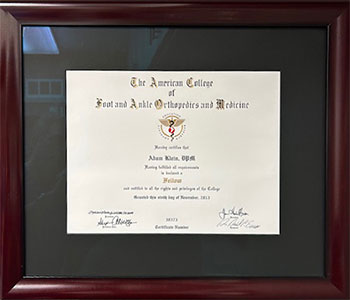 The American College
of
Foot and Ankle Orthopedics and Medicine
Having certified that
Adam Klein, DPM
Having fulfilled all requirements
is declared a
Fellow
and entitled to all the rights and privileges of the College
Granted this ninth day of November, 2013
Certificate Number